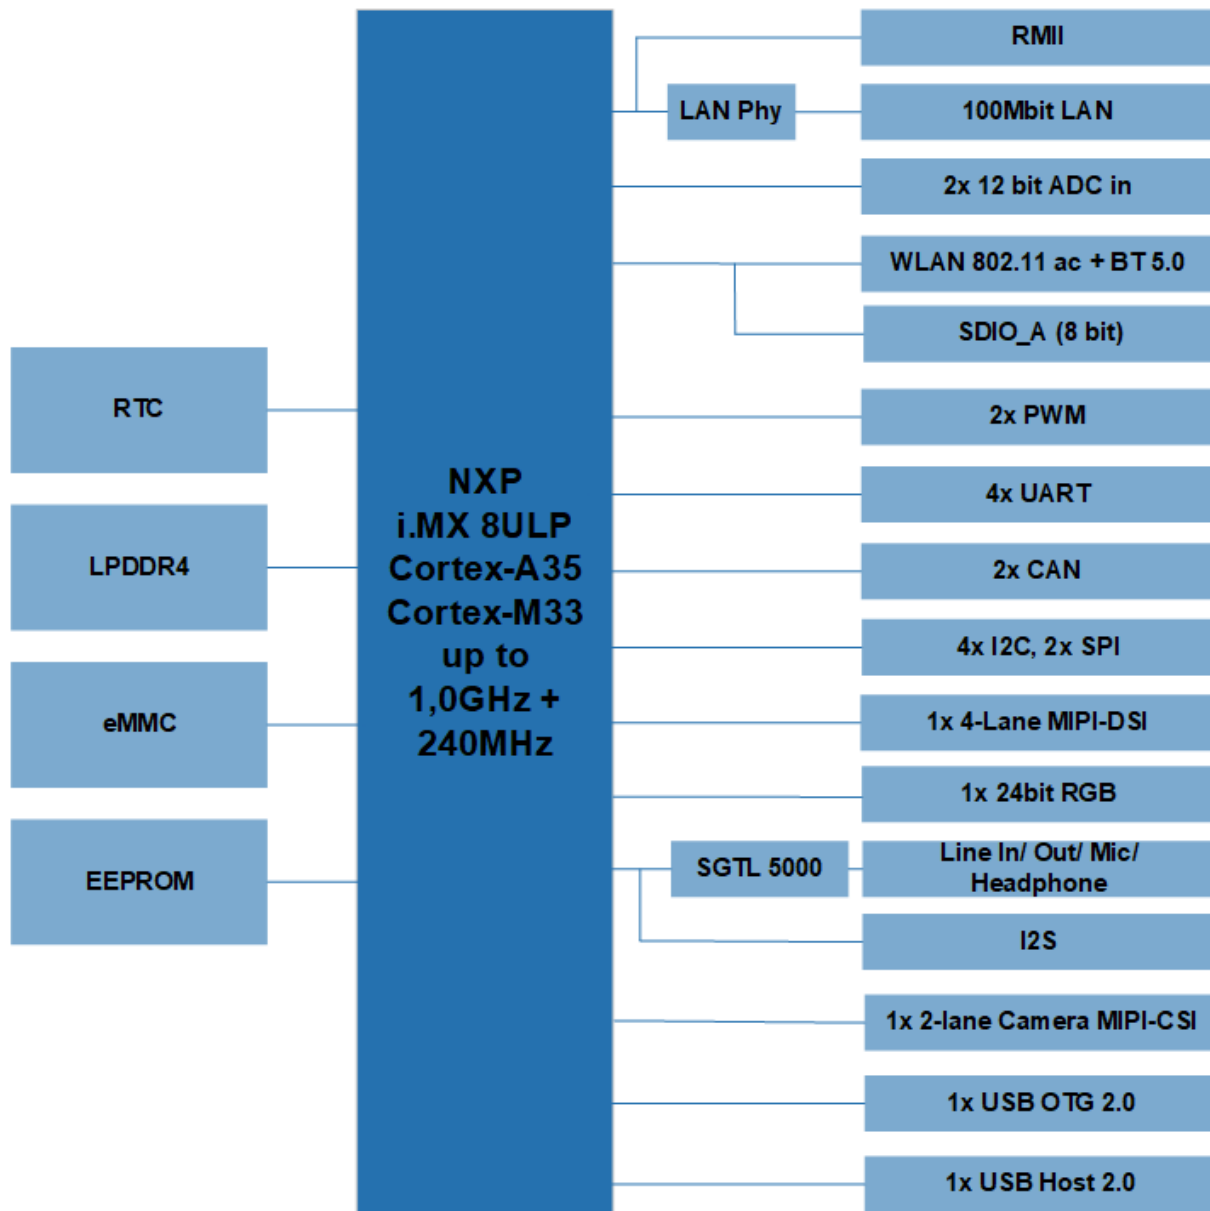 RTC
LPDDR4
eMMC
EEPROM
NXP
i.MX 8ULP
Cortex-A35
Cortex-M33
up to
1,0GHz +
240MHz
RMII
LAN Phy
100Mbit LAN
2x 12 bit ADC in
WLAN 802.11 ac + BT 5.0
SDIO_A (8 bit)
2x PWM
4x UART
2x CAN
4x I2C, 2x SPI
1x 4-Lane MIPI-DSI
1x 24bit RGB
SGTL 5000
Line In/ Out/ Mic/
Headphone
I2S
1x 2-lane Camera MIPI-CSI
1x USB OTG 2.0
1x USB Host 2.0